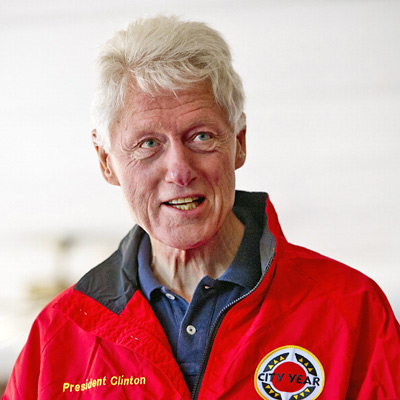 President Clinton
CITY YEAR